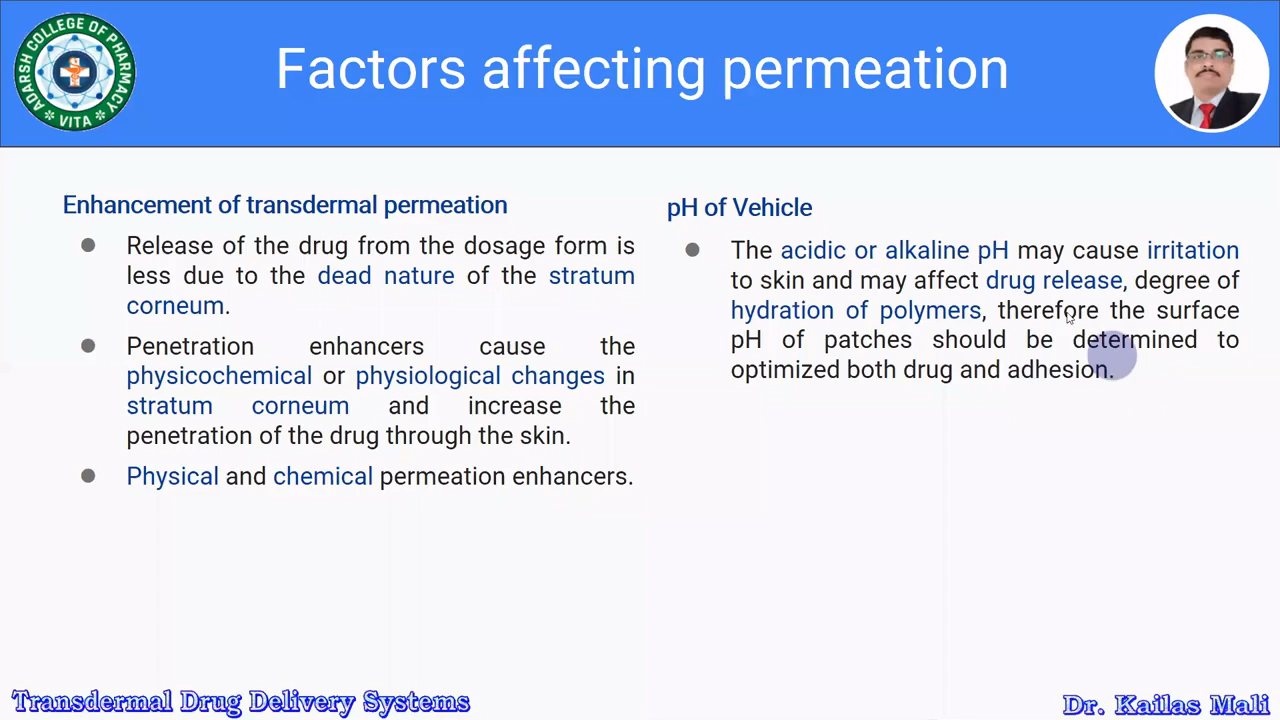 ADARSH COLLEGE OF PHARMACY
VITA
Factors affecting permeation
Enhancement of transdermal permeation
● Release of the drug from the dosage form is
less due to the dead nature of the stratum
corneum.
● Penetration enhancers cause the
physicochemical or physiological changes in
stratum corneum and increase the
penetration of the drug through the skin.
● Physical and chemical permeation enhancers.
pH of Vehicle
● The acidic or alkaline pH may cause irritation
to skin and may affect drug release, degree of
hydration of polymers, therefore the surface
pH of patches should be determined to
optimized both drug and adhesion.
Transdermal Drug Delivery Systems
Dr. Kailas Mali